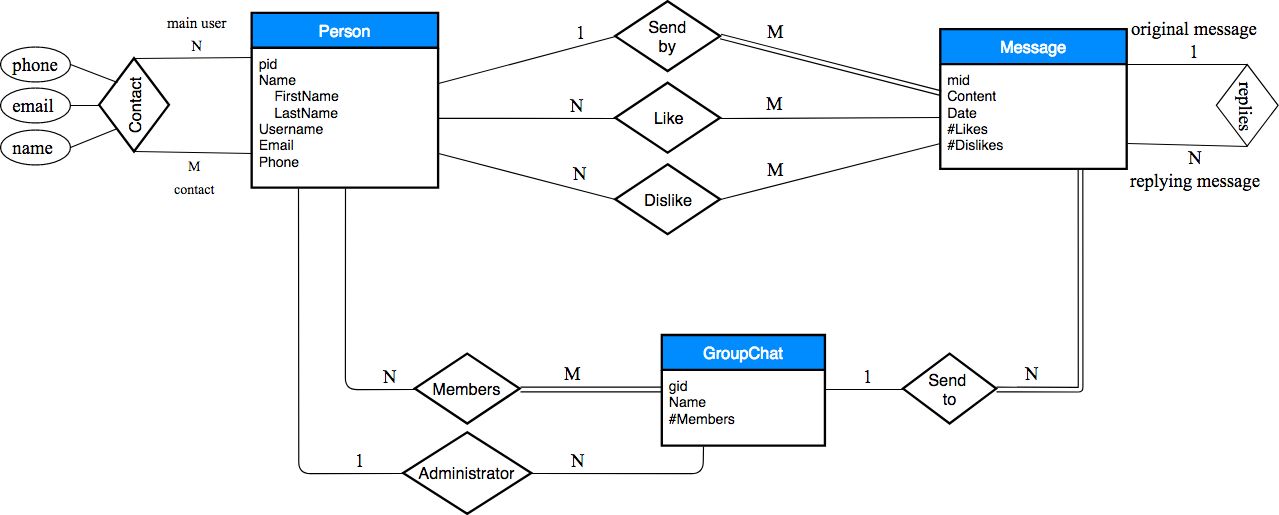 main user
N
phone
email
name
Contact
M
contact
Person
pid
Name
FirstName
LastName
Username
Email
Phone
1
Send
by
M
N
Like
M
N
Dislike
M
Message
mid
Content
Date
#Likes
#Dislikes
original message
1
replies
N
replying message
N
Members
M
GroupChat
gid
Name
#Members
1
Send
to
N
1
Administrator
N